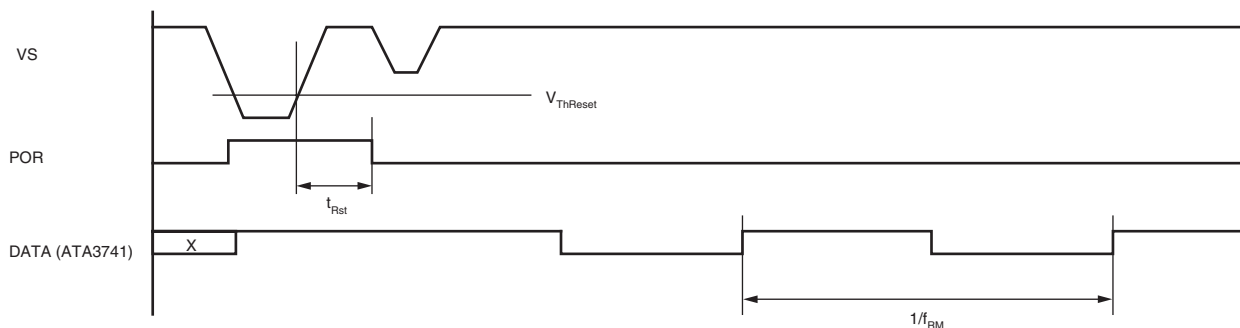 VS
VThReset
POR
tRst
DATA (ATA3741)
X
1/fRM